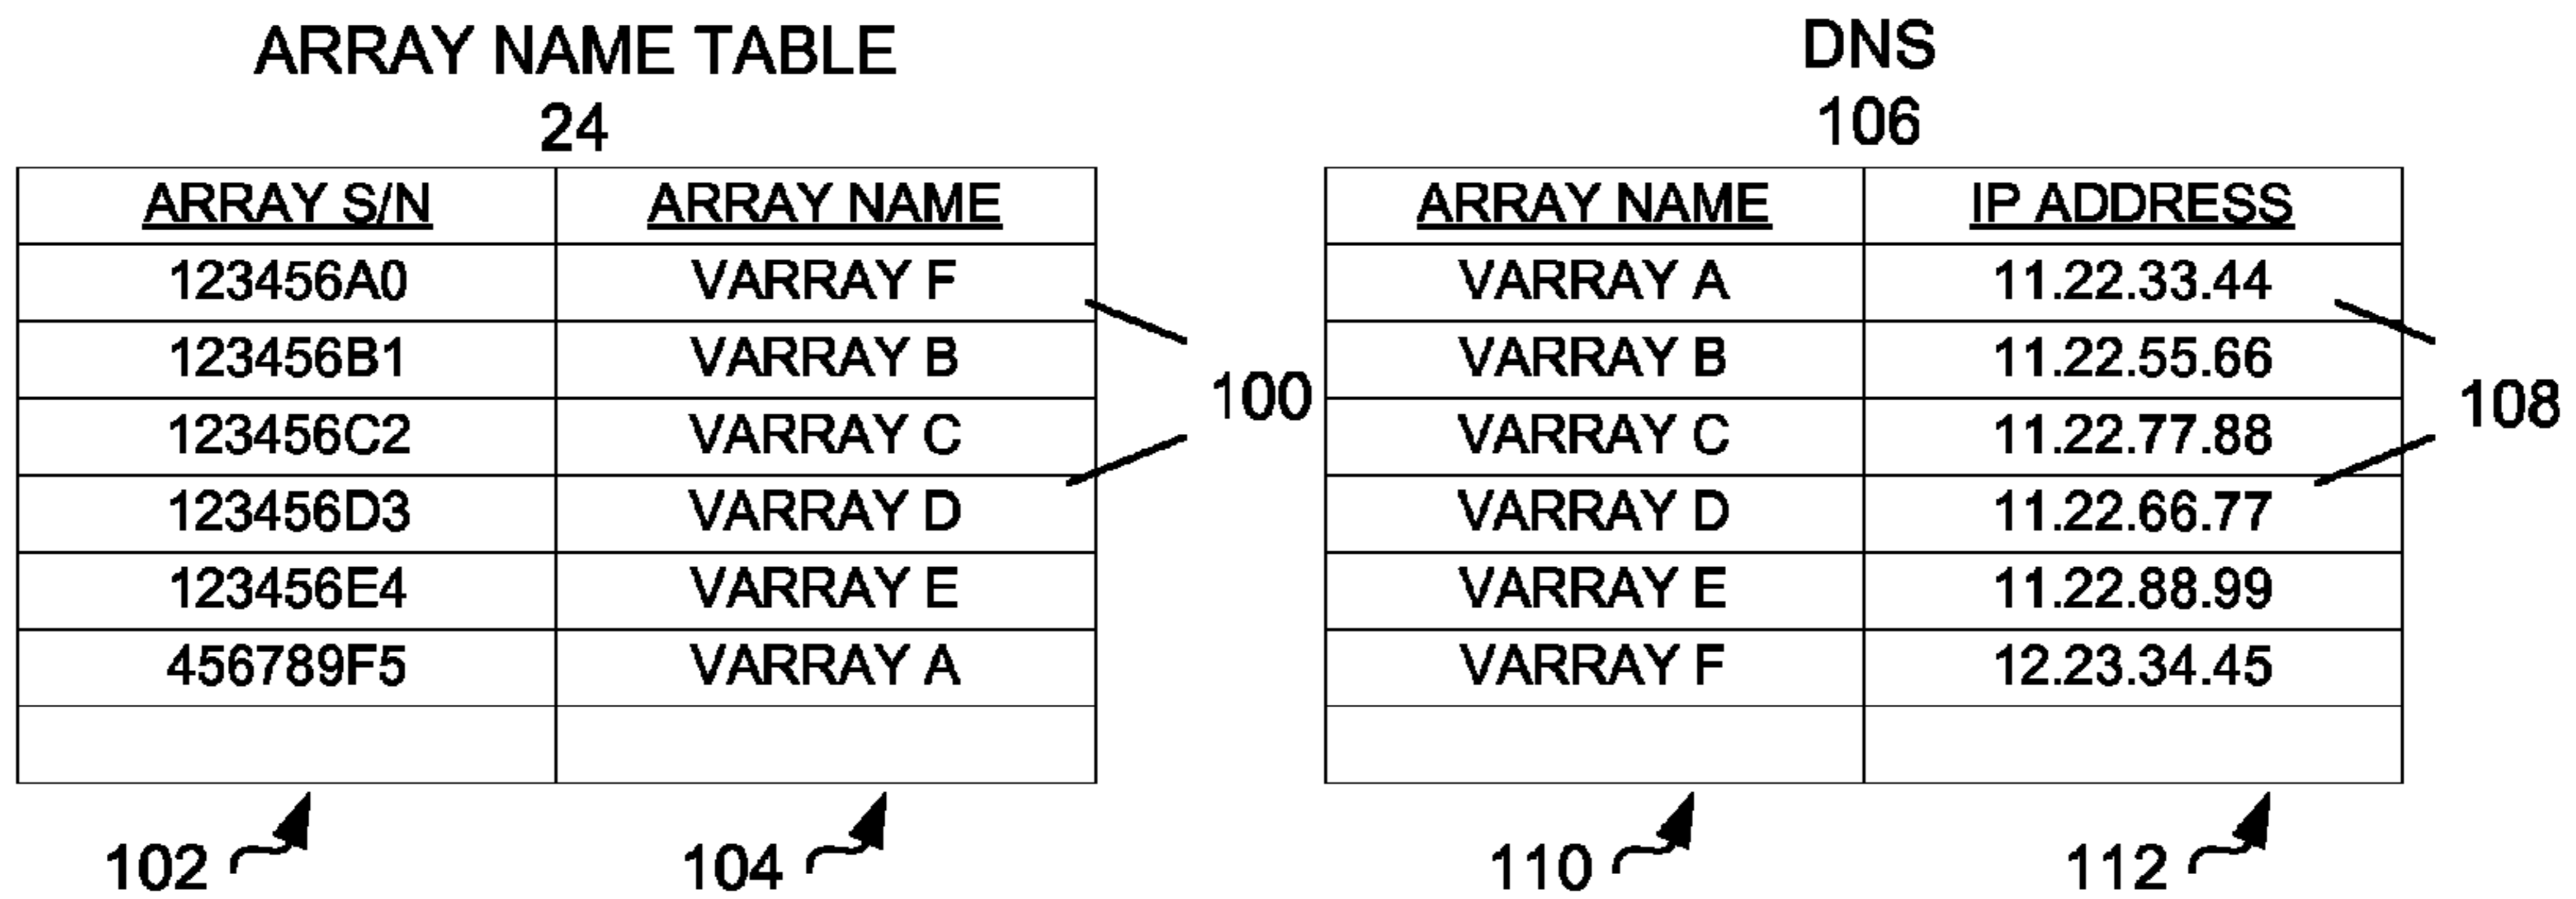 ARRAY NAME TABLE
24
ARRAY S/N ARRAY NAME
123456A0 VARRAY F
123456B1 VARRAY B
123456C2 VARRAY C
123456D3 VARRAY D
123456E4 VARRAY E
456789F5 VARRAY A
100
102
104
DNS
106
ARRAY NAME IP ADDRESS
VARRAY A 11.22.33.44
VARRAY B 11.22.55.66
VARRAY C 11.22.77.88
VARRAY D 11.22.66.77
VARRAY E 11.22.88.99
VARRAY F 12.23.34.45
108
110
112